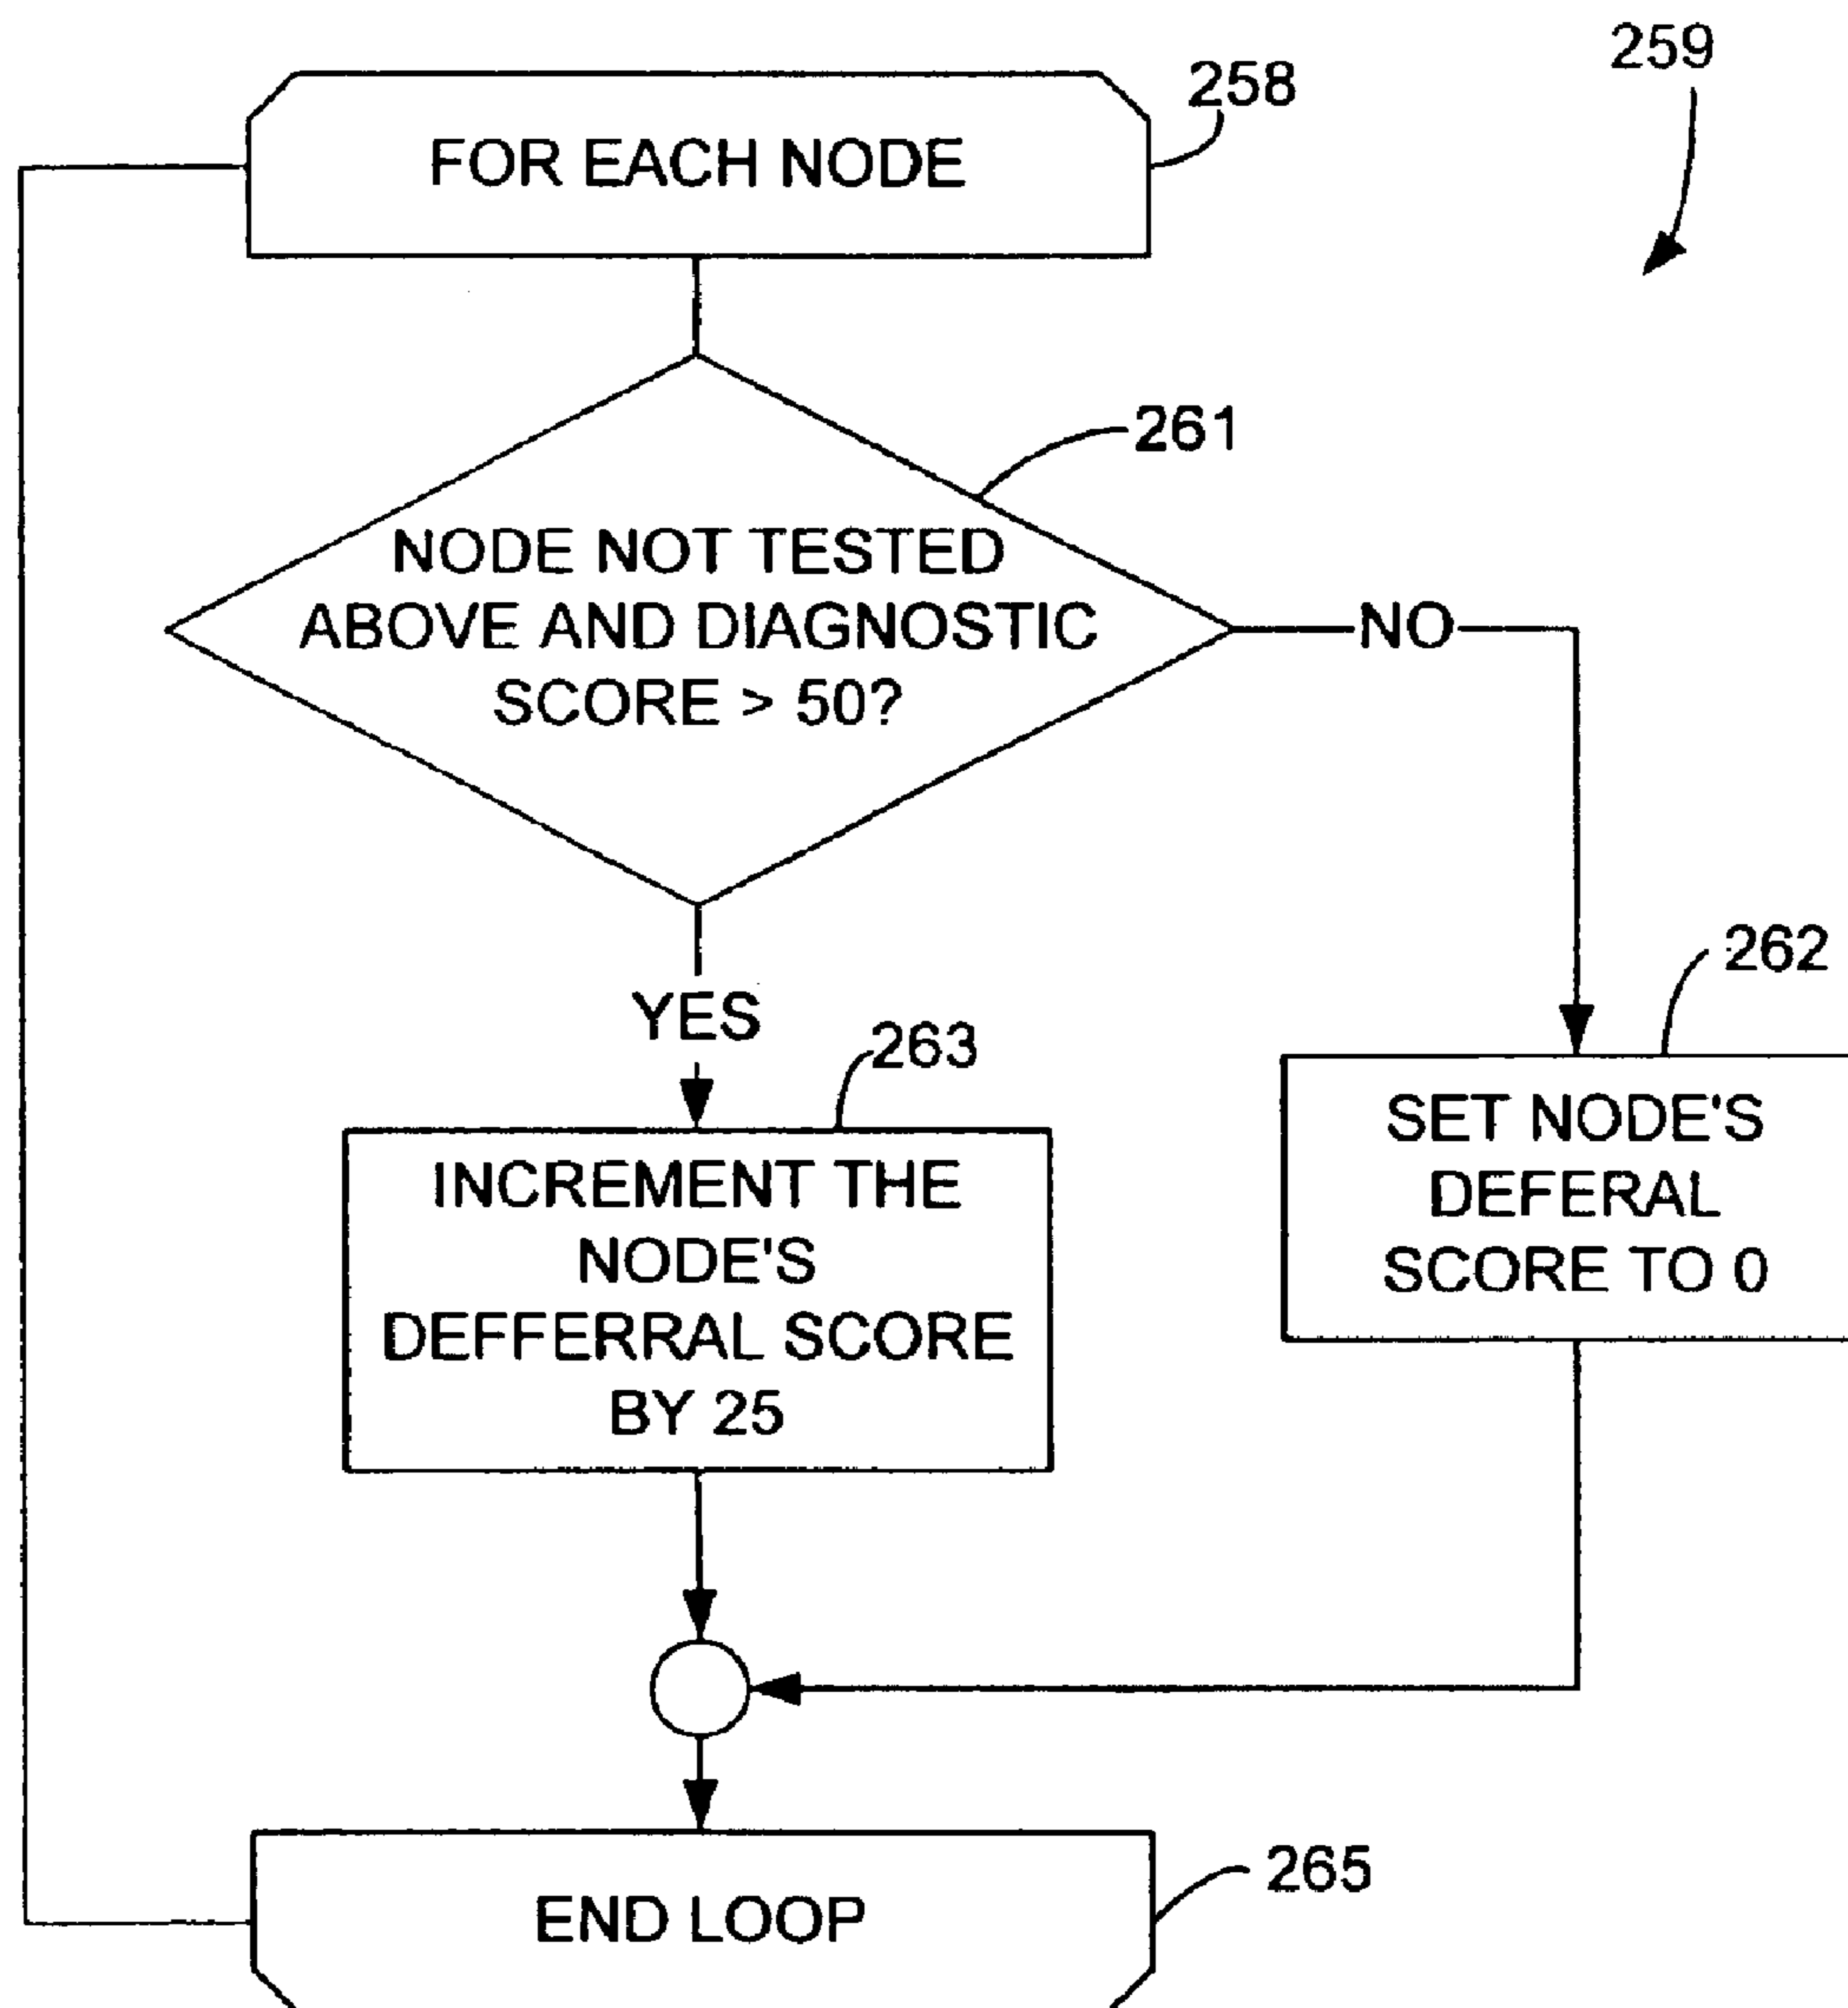 259
258
FOR EACH NODE
261
NODE NOT TESTED
ABOVE AND DIAGNOSTIC
SCORE > 50?
NO
YES
262
263
INCREMENT THE
NODE'S
DEFFERRAL SCORE
BY 25
SET NODE'S
DEFERAL
SCORE TO 0
265
END LOOP